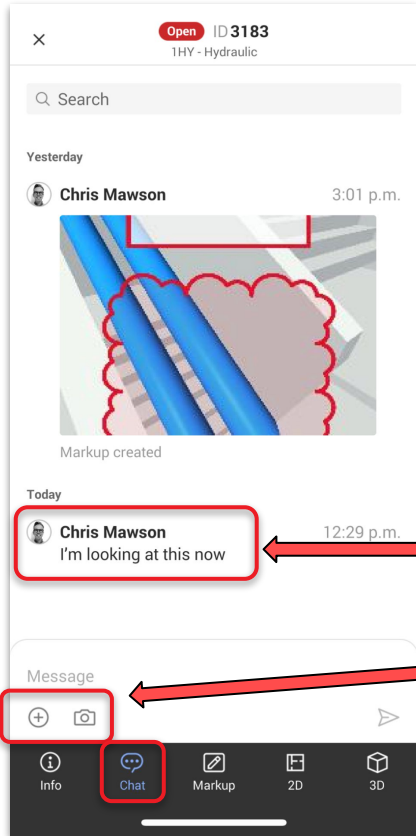 Open ID 3183
1HY - Hydraulic
Search
Yesterday
Chris Mawson 3:01 p.m.
Markup created
Today
Chris Mawson 12:29 p.m.
I'm looking at this now
Message
Info Chat Markup 2D 3D